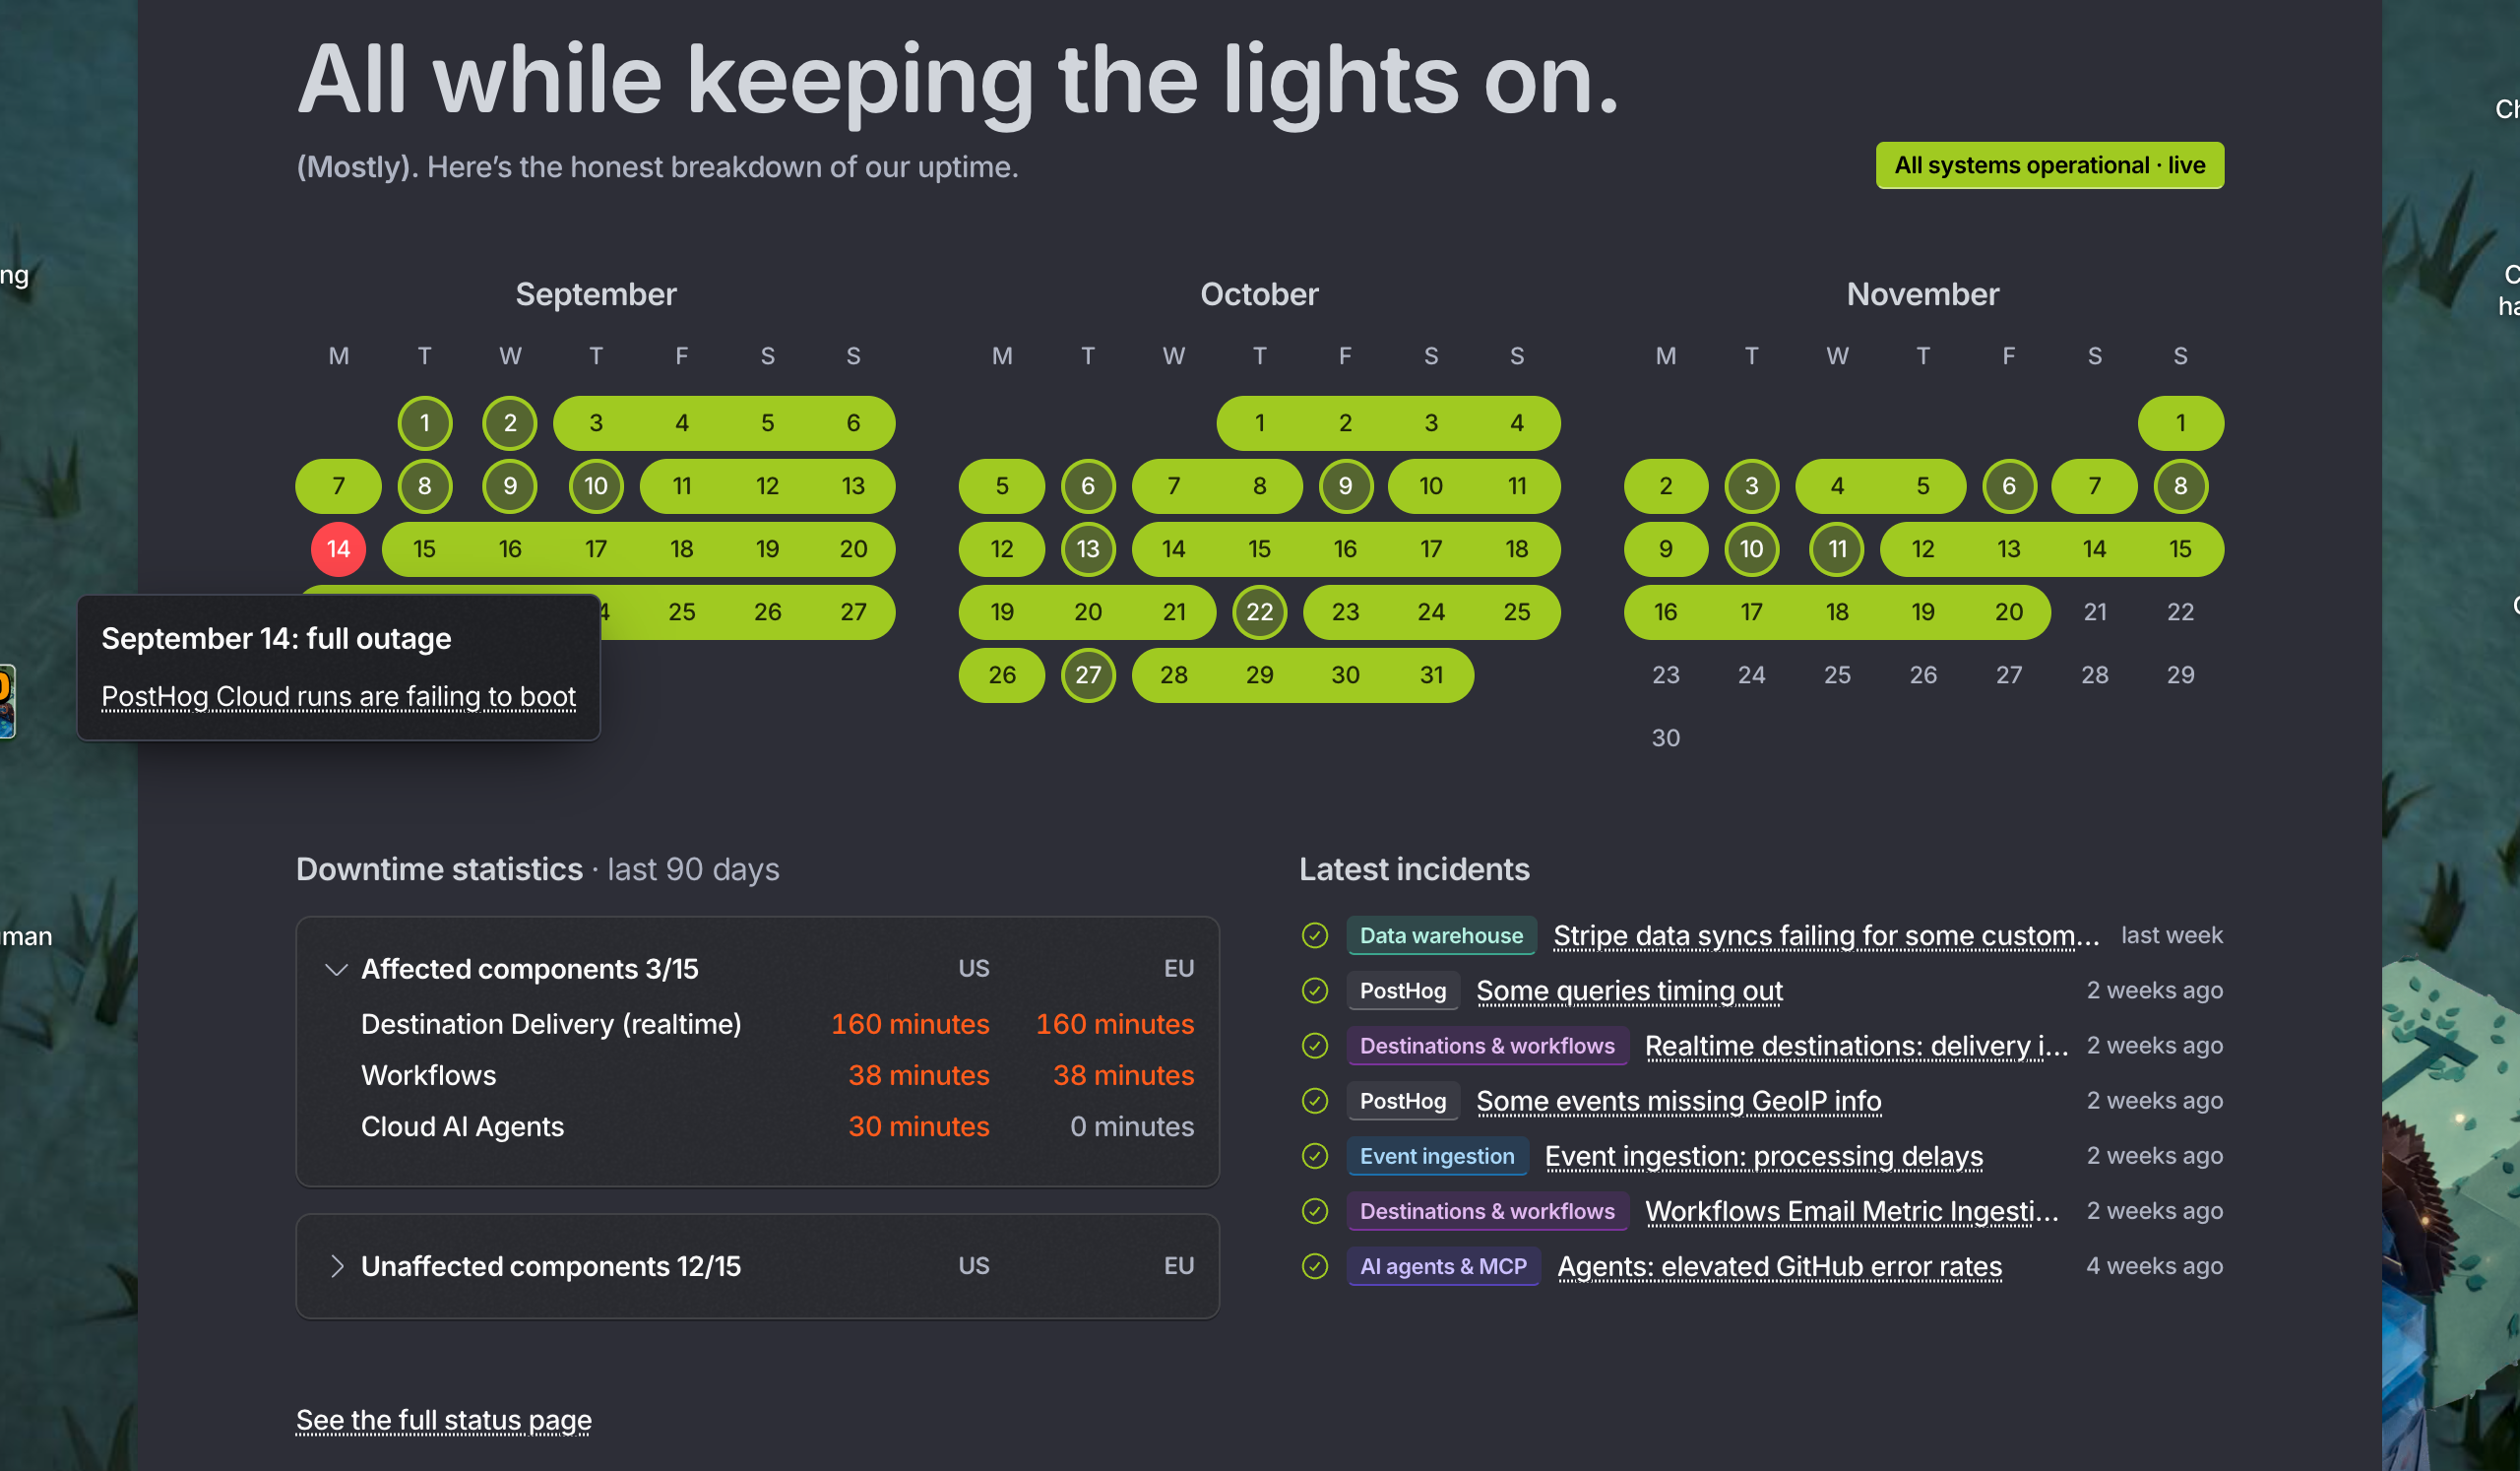 All while keeping the lights on.
(Mostly). Here’s the honest breakdown of our uptime.
All systems operational · live
September
M T W T F S S
1 2 3 4 5 6
7 8 9 10 11 12 13
14 15 16 17 18 19 20
25 26 27
September 14: full outage
PostHog Cloud runs are failing to boot
October
M T W T F S S
1 2 3 4
5 6 7 8 9 10 11
12 13 14 15 16 17 18
19 20 21 22 23 24 25
26 27 28 29 30 31
November
M T W T F S S
1
2 3 4 5 6 7 8
9 10 11 12 13 14 15
16 17 18 19 20 21 22
23 24 25 26 27 28 29
30
Downtime statistics · last 90 days
Affected components 3/15 US EU
Destination Delivery (realtime) 160 minutes 160 minutes
Workflows 38 minutes 38 minutes
Cloud AI Agents 30 minutes 0 minutes
Unaffected components 12/15 US EU
See the full status page
Latest incidents
Data warehouse Stripe data syncs failing for some custom... last week
PostHog Some queries timing out 2 weeks ago
Destinations & workflows Realtime destinations: delivery i... 2 weeks ago
PostHog Some events missing GeoIP info 2 weeks ago
Event ingestion Event ingestion: processing delays 2 weeks ago
Destinations & workflows Workflows Email Metric Ingesti... 2 weeks ago
AI agents & MCP Agents: elevated GitHub error rates 4 weeks ago